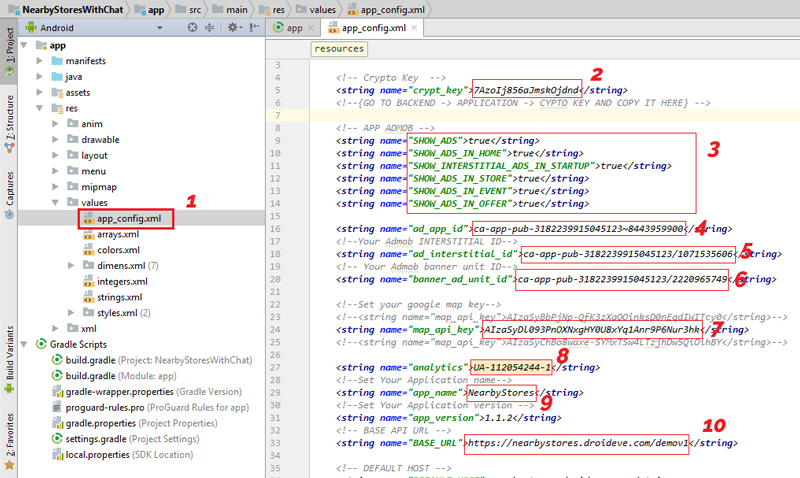 NearbyStoresWithChat app src main res values app_config.xml
Android
app app_config.xml
resources
1: Project
7: Structure
Captures
Build Variants
2: Favorites
app
manifests
java
assets
res
anim
drawable
layout
menu
mipmap
values
1
app_config.xml
arrays.xml
colors.xml
dimens.xml (7)
integers.xml
strings.xml
styles.xml (2)
xml
Gradle Scripts
build.gradle (Project: NearbyStoresWithChat)
build.gradle (Module: app)
gradle-wrapper.properties (Gradle Version)
proguard-rules.pro (ProGuard Rules for app)
gradle.properties (Project Properties)
settings.gradle (Project Settings)
local.properties (SDK Location)
3
4 <!-- Crypto Key -->
5 <string name="crypt_key">7AzoIj856aJmskOjdnd</string> 2
6 <!--{GO TO BACKEND -> APPLICATION -> CYPTO KEY AND COPY IT HERE} -->
7
8 <!-- APP ADMOB -->
9 <string name="SHOW_ADS">true</string>
10 <string name="SHOW_ADS_IN_HOME">true</string> 3
11 <string name="SHOW_INTERSTITIAL_ADS_IN_STARTUP">true</string>
12 <string name="SHOW_ADS_IN_STORE">true</string>
13 <string name="SHOW_ADS_IN_EVENT">true</string>
14 <string name="SHOW_ADS_IN_OFFER">true</string>
15
16 <string name="ad_app_id">ca-app-pub-3182239915045123~8443959900</string> 4
17 <!--Your Admob INTERSTITIAL ID-->
18 <string name="ad_interstitial_id">ca-app-pub-3182239915045123/1071535606</string> 5
19 <!-- Your Admob banner unit ID-->
20 <string name="banner_ad_unit_id">ca-app-pub-3182239915045123/2220965749</string> 6
21
22 <!--Set your google map key-->
23 <!--<string name="map_api_key"></string>-->
24 <string name="map_api_key">AIzaSyDl093PnOXNxgHY0U8xYq1Anr9P6Nur3hk</string> 7
25 <!--<string name="map_api_key"></string>-->
26 8
27 <string name="analytics">UA-112054244-1</string>
28 <!--Set Your Application name-->
29 <string name="app_name">NearbyStores</string> 9
30 <!--Set Your Application version -->
31 <string name="app_version">1.1.2</string>
32 <!-- BASE API URL --> 10
33 <string name="BASE_URL">https://nearbystores.droideve.com/demov1</string>
34
35 <!-- DEFAULT HOST -->